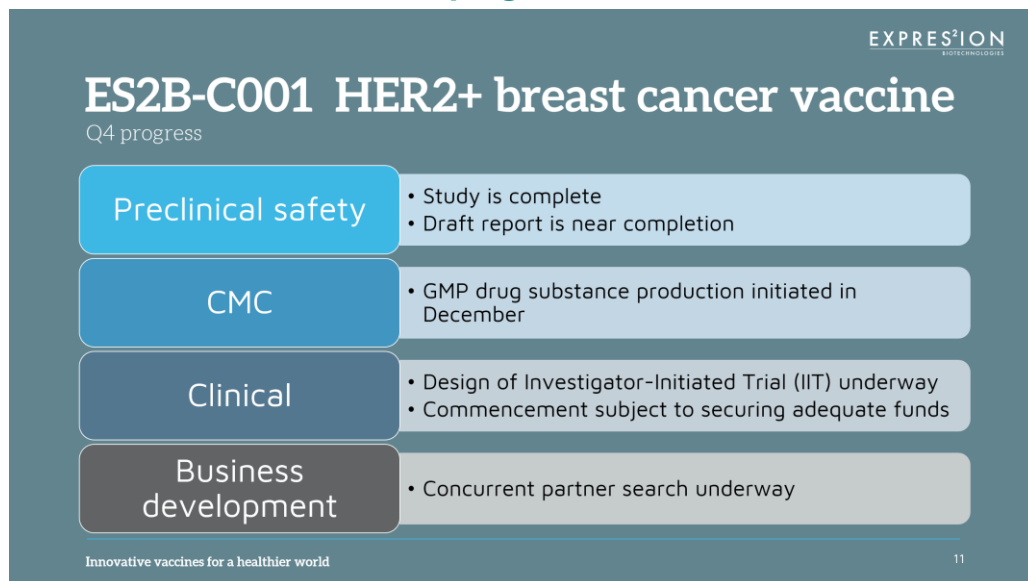 EXPRES²ION
BIOTECHNOLOGIES
ES2B-C001 HER2+ breast cancer vaccine
Q4 progress
Preclinical safety
• Study is complete
• Draft report is near completion
CMC
• GMP drug substance production initiated in
December
Clinical
• Design of Investigator-Initiated Trial (IIT) underway
• Commencement subject to securing adequate funds
Business
development
• Concurrent partner search underway
Innovative vaccines for a healthier world
11